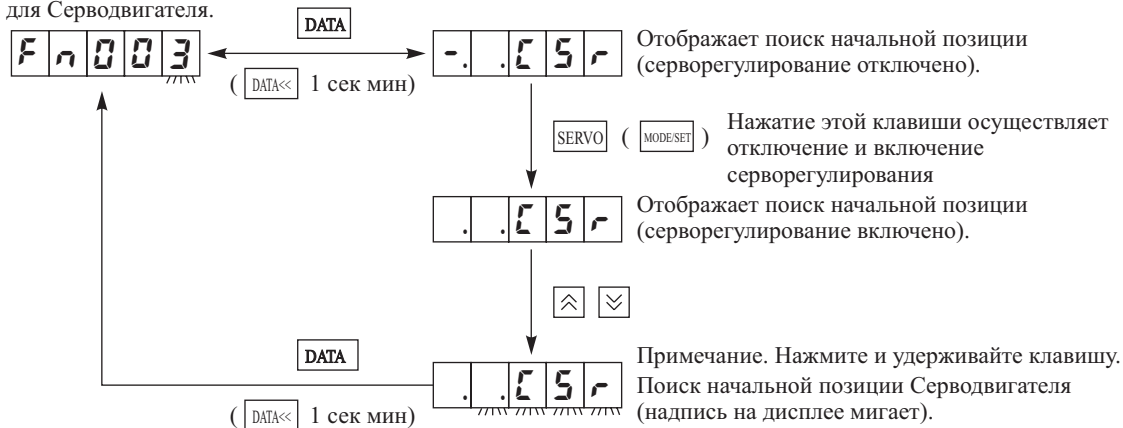 для Серводвигателя.
DATA
Fn003
-. .CSr
Отображает поиск начальной позиции
(серворегулирование отключено).
( DATA<< 1 сек мин)
SERVO ( MODE/SET )
Нажатие этой клавиши осуществляет
отключение и включение
серворегулирования
. .CSr
Отображает поиск начальной позиции
(серворегулирование включено).
DATA
. .CSr
Примечание. Нажмите и удерживайте клавишу.
Поиск начальной позиции Серводвигателя
(надпись на дисплее мигает).
( DATA<< 1 сек мин)